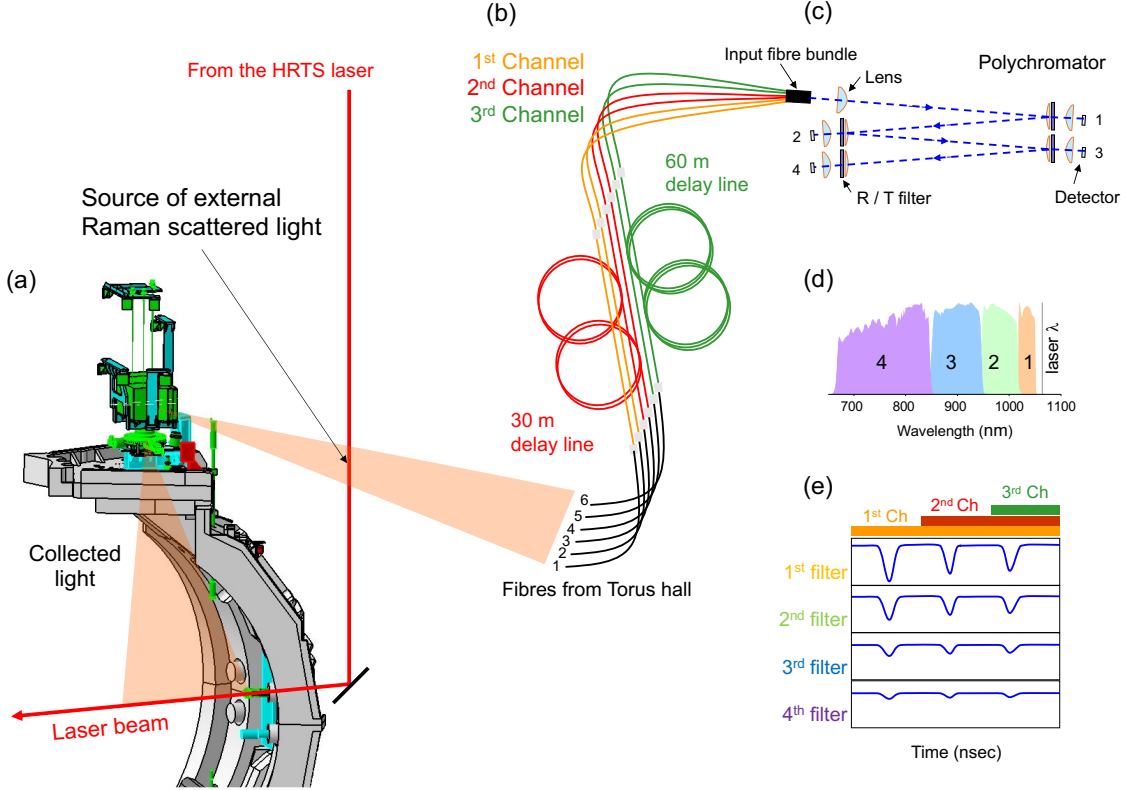 (a)
From the HRTS laser
Source of external
Raman scattered light
Collected
light
Laser beam
(b)
1st Channel
2nd Channel
3rd Channel
60 m
delay line
30 m
delay line
6
5
4
3
2
1
Fibres from Torus hall
(c)
Input fibre bundle
Lens
Polychromator
1
2
3
4
R / T filter
Detector
(d)
4
3
2
1
laser λ
700
800
900
1000
1100
Wavelength (nm)
(e)
3rd Ch
2nd Ch
1st Ch
1st filter
2nd filter
3rd filter
4th filter
Time (nsec)